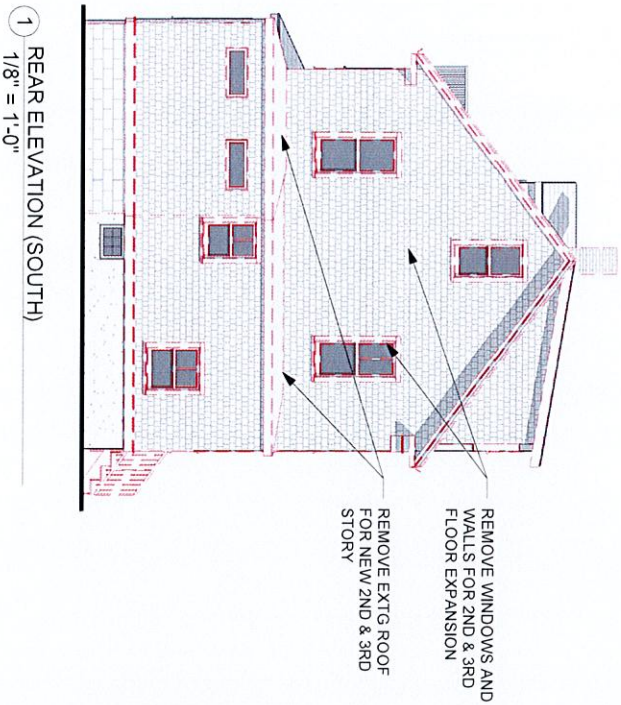 REMOVE WINDOWS AND
WALLS FOR 2ND & 3RD
FLOOR EXPANSION
REMOVE EXTG ROOF
FOR NEW 2ND & 3RD
STORY
1 REAR ELEVATION (SOUTH)
1/8" = 1'-0"